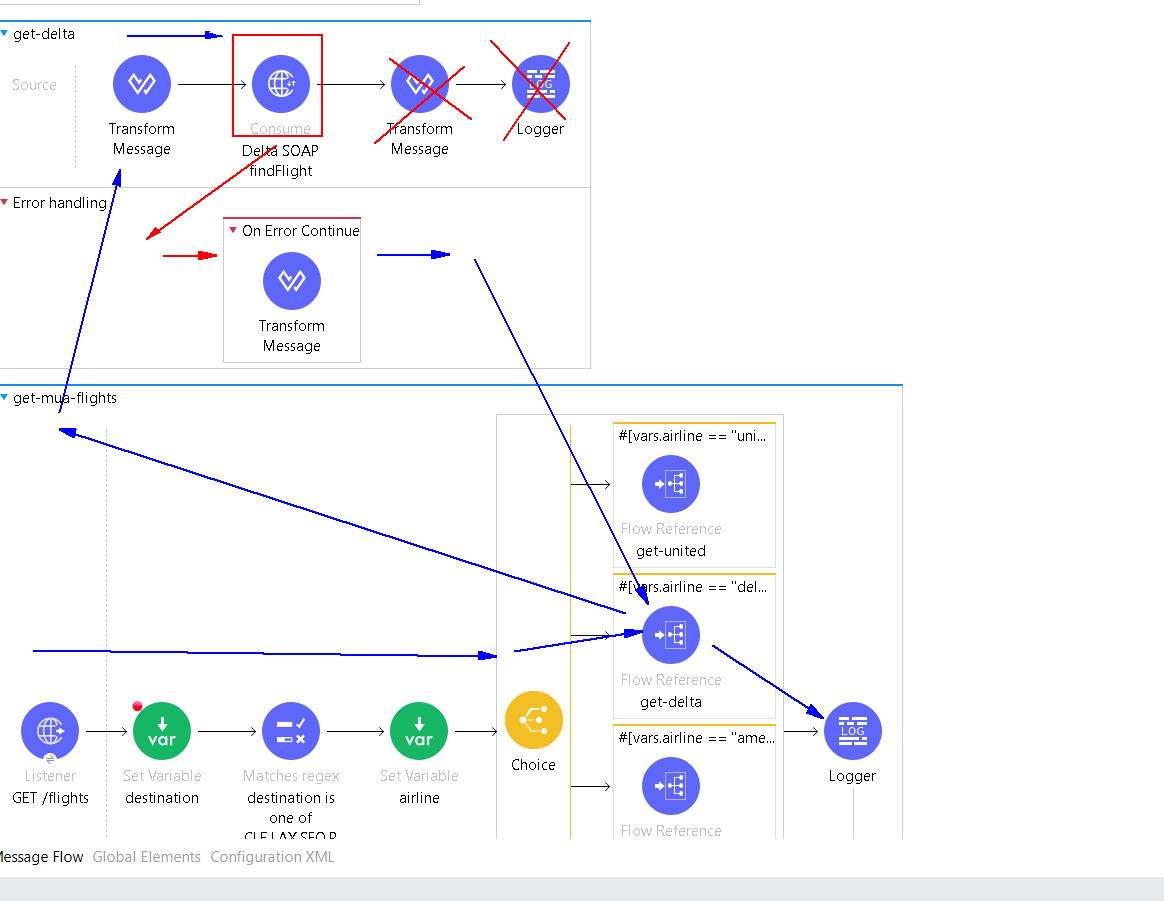 get-delta
Source
Transform
Message
Consume
Delta SOAP
findFlight
Transform
Message
LOG
Logger
Error handling
On Error Continue
Transform
Message
get-mua-flights
#[vars.airline == "uni...
Flow Reference
get-united
#[vars.airline == "del...
Flow Reference
get-delta
#[vars.airline == "ame...
Flow Reference
Listener
GET /flights
var
Set Variable
destination
Matches regex
destination is
one of
CLE,LAX,SFO,P
var
Set Variable
airline
Choice
LOG
Logger
Message Flow
Global Elements
Configuration XML